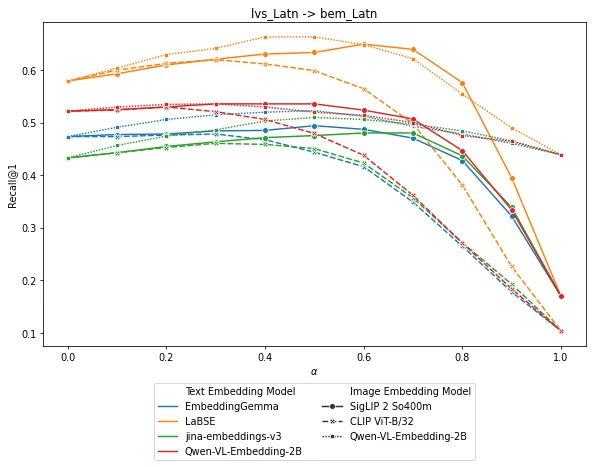 lvs_Latn -> bem_Latn
Recall@1
0.6
0.5
0.4
0.3
0.2
0.1
0.0 0.2 0.4 0.6 0.8 1.0
α
Text Embedding Model Image Embedding Model
EmbeddingGemma SigLIP 2 So400m
LaBSE CLIP ViT-B/32
jina-embeddings-v3 Qwen-VL-Embedding-2B
Qwen-VL-Embedding-2B